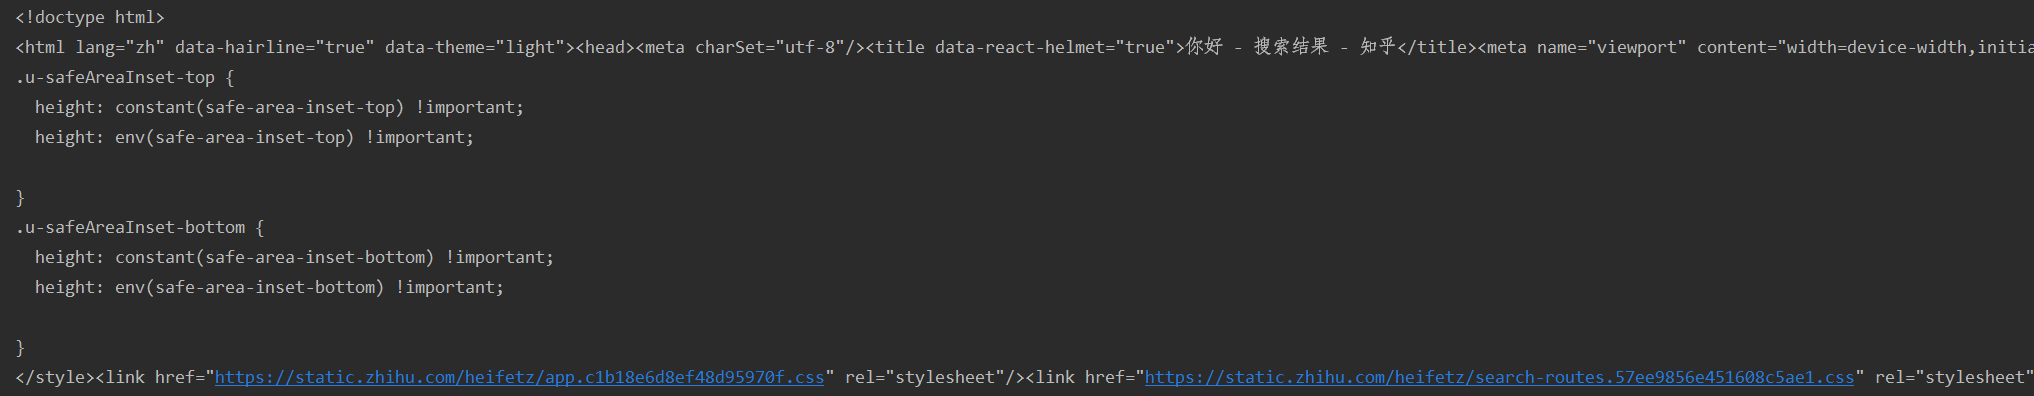 <!doctype html>
<html lang="zh" data-hairline="true" data-theme="light"><head><meta charSet="utf-8"/><title data-react-helmet="true">你好 - 搜索结果 - 知乎</title><meta name="viewport" content="width=device-width,initia
.u-safeAreaInset-top {
  height: constant(safe-area-inset-top) !important;
  height: env(safe-area-inset-top) !important;
}
.u-safeAreaInset-bottom {
  height: constant(safe-area-inset-bottom) !important;
  height: env(safe-area-inset-bottom) !important;
}
</style><link href="https://static.zhihu.com/heifetz/app.c1b18e6d8ef48d95970f.css" rel="stylesheet"/><link href="https://static.zhihu.com/heifetz/search-routes.57ee9856e451608c5ae1.css" rel="stylesheet"